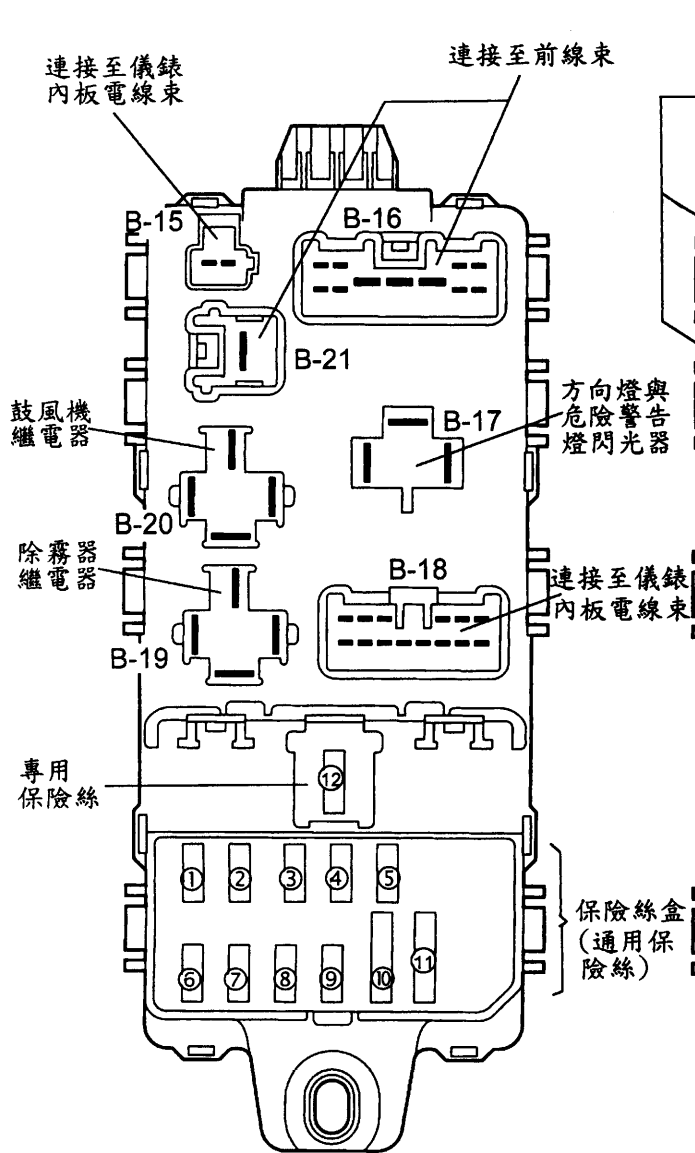 連接至儀錶
內板電線束
連接至前線束
B-15
B-16
B-21
方向燈與
危險警告
燈閃光器
B-17
鼓風機
繼電器
B-20
除霧器
繼電器
B-18
連接至儀錶
內板電線束
B-19
專用
保險絲
⑫
① ② ③ ④ ⑤
⑥ ⑦ ⑧ ⑨ ⑩ ⑪
保險絲盒
(通用保
險絲)